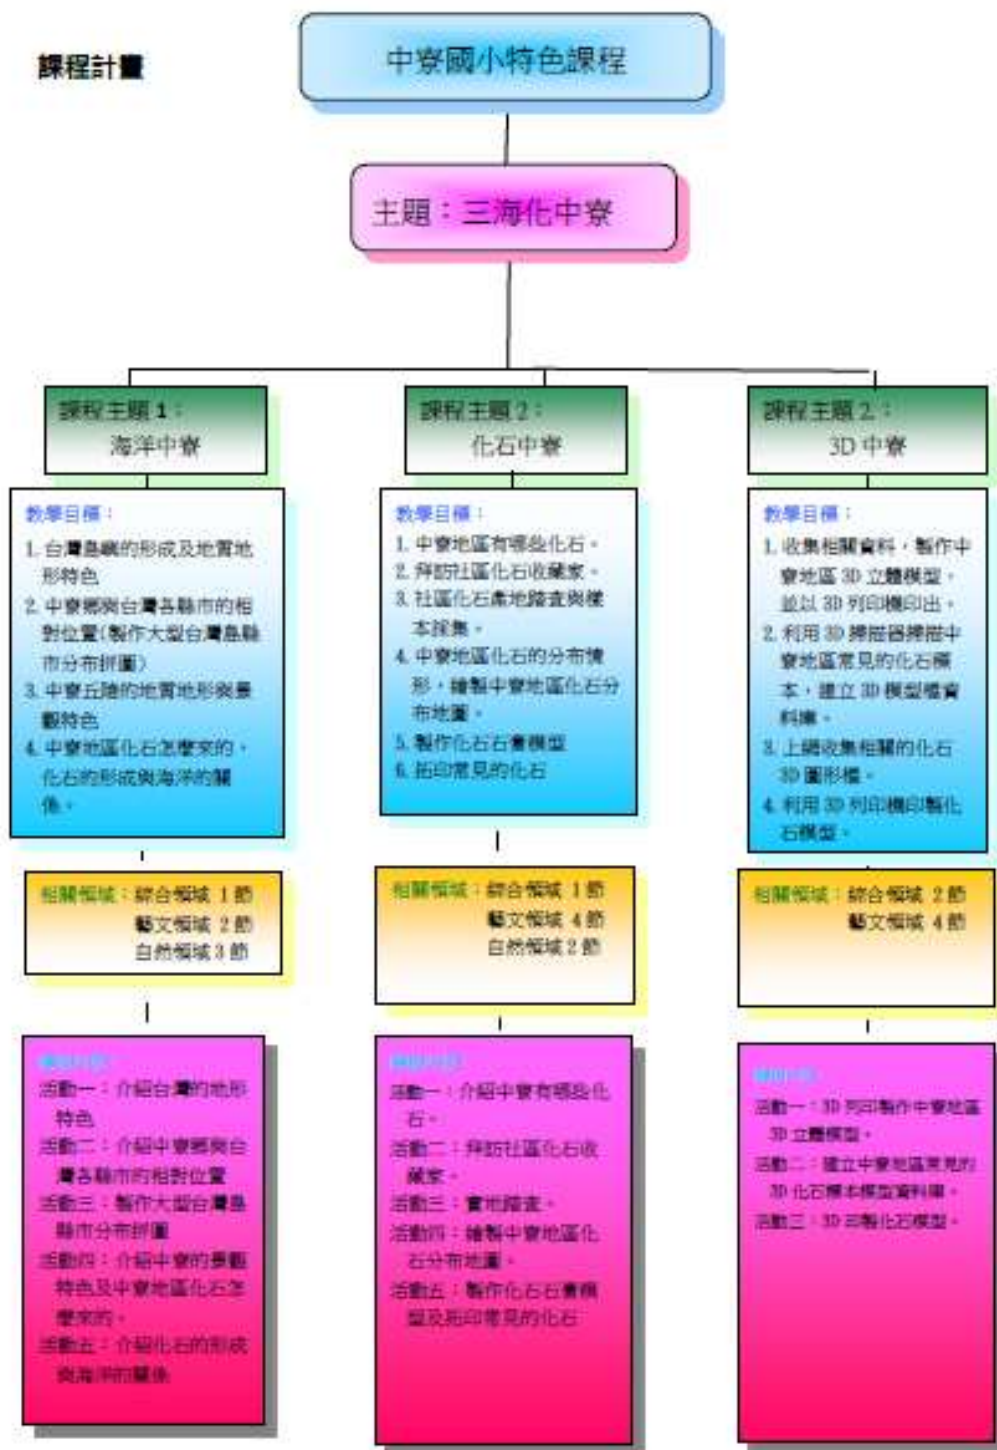 課程計畫
中寮國小特色課程
主題：三海化中寮
課程主題 1：
海洋中寮
教學目標：
1. 台灣島嶼的形成及地質地
形特色
2. 中寮鄉與台灣各縣市的相
對位置(製作大型台灣島縣
市分布拼圖)
3. 中寮丘陵的地質地形與景
觀特色
4. 中寮地區化石怎麼來的，
化石的形成與海洋的關
係。
相關領域：綜合領域 1 節
藝文領域 2 節
自然領域 3 節
活動一：介紹台灣的地形
特色
活動二：介紹中寮鄉與台
灣各縣市的相對位置
活動三：製作大型台灣島
縣市分布拼圖
活動四：介紹中寮的景觀
特色及中寮地區化石怎
麼來的。
活動五：介紹化石的形成
與海洋的關係
課程主題 2：
化石中寮
教學目標：
1. 中寮地區有哪些化石。
2. 拜訪社區化石收藏家。
3. 社區化石產地踏查與樣
本採集。
4. 中寮地區化石的分布情
形，繪製中寮地區化石分
布地圖。
5. 製作化石石膏模型
6. 拓印常見的化石
相關領域：綜合領域 1 節
藝文領域 4 節
自然領域 2 節
活動一：介紹中寮有哪些化
石。
活動二：拜訪社區化石收
藏家。
活動三：實地踏查。
活動四：繪製中寮地區化
石分布地圖。
活動五：製作化石石膏模
型及拓印常見的化石
課程主題 2：
3D 中寮
教學目標：
1. 收集相關資料，製作中
寮地區 3D 立體模型，
並以 3D 列印機印出。
2. 利用 3D 掃描器掃描中
寮地區常見的化石標
本，建立 3D 模型檔資
料庫。
3. 上網收集相關的化石
3D 圖形檔。
4. 利用 3D 列印機印製化
石模型。
相關領域：綜合領域 2 節
藝文領域 4 節
活動一：3D 列印製作中寮地區
3D 立體模型。
活動二：建立中寮地區常見的
3D 化石標本模型資料庫。
活動三：3D 印製化石模型。